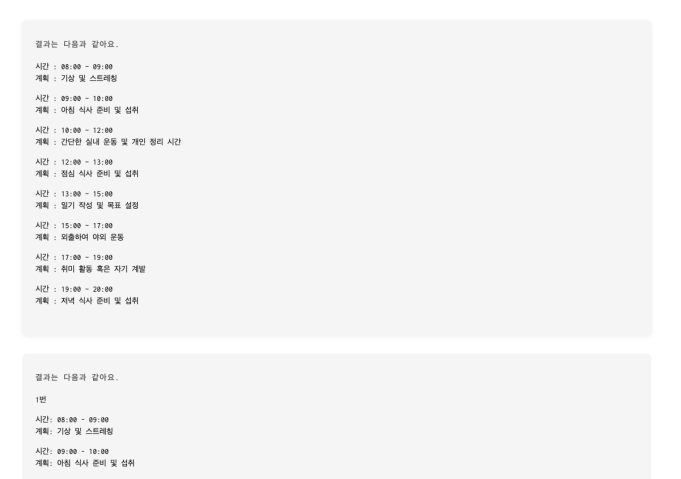 결과는 다음과 같아요.
시간 : 08:00 - 09:00
계획 : 기상 및 스트레칭
시간 : 09:00 - 10:00
계획 : 아침 식사 준비 및 섭취
시간 : 10:00 - 12:00
계획 : 간단한 실내 운동 및 개인 정리 시간
시간 : 12:00 - 13:00
계획 : 점심 식사 준비 및 섭취
시간 : 13:00 - 15:00
계획 : 일기 작성 및 목표 설정
시간 : 15:00 - 17:00
계획 : 외출하여 야외 운동
시간 : 17:00 - 19:00
계획 : 취미 활동 혹은 자기 계발
시간 : 19:00 - 20:00
계획 : 저녁 식사 준비 및 섭취
결과는 다음과 같아요.
1번
시간: 08:00 - 09:00
계획: 기상 및 스트레칭
시간: 09:00 - 10:00
계획: 아침 식사 준비 및 섭취